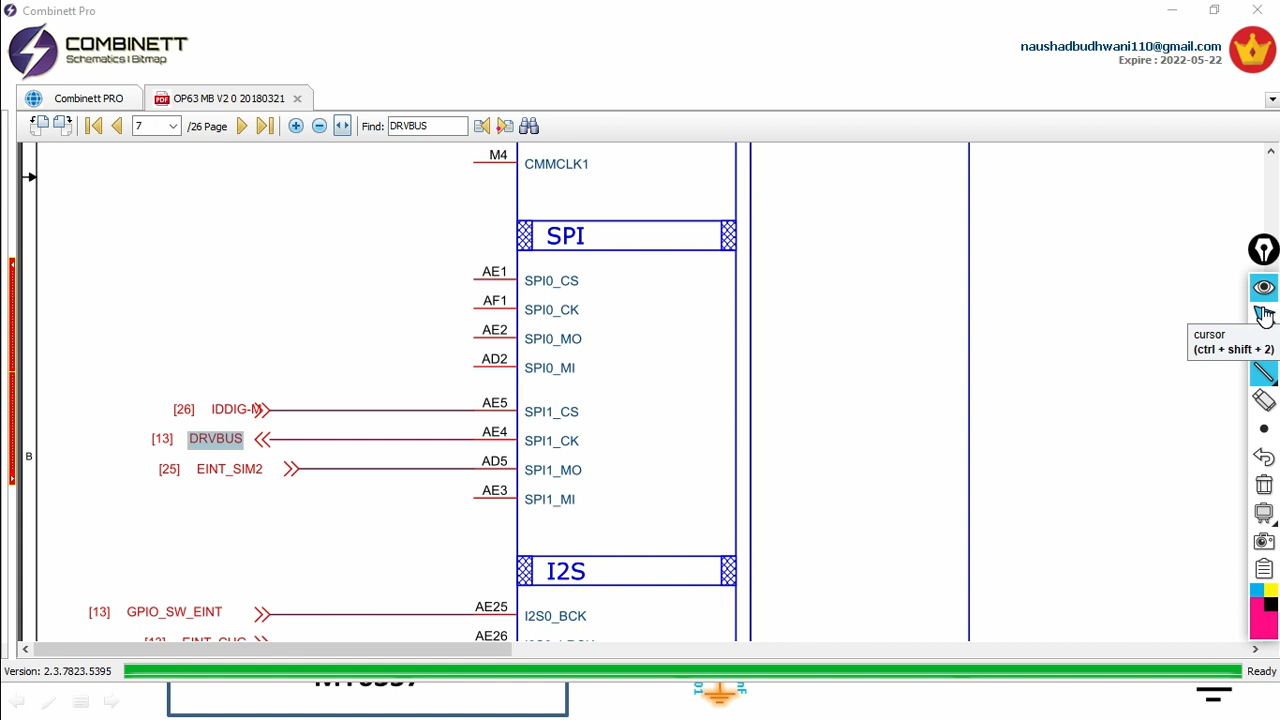 Combinett Pro
COMBINETT
Schematics | Bitmap
naushadbudhwani110@gmail.com
Expire : 2022-05-22
Combinett PRO
OP63 MB V2 0 20180321
7
/26 Page
Find:
DRVBUS
M4
CMMCLK1
SPI
AE1
SPI0_CS
AF1
SPI0_CK
AE2
SPI0_MO
AD2
SPI0_MI
cursor
(ctrl + shift + 2)
[26] IDDIG-M
AE5
SPI1_CS
[13] DRVBUS
AE4
SPI1_CK
B
[25] EINT_SIM2
AD5
SPI1_MO
AE3
SPI1_MI
I2S
[13] GPIO_SW_EINT
AE25
I2S0_BCK
AE26
Version: 2.3.7823.5395
Ready